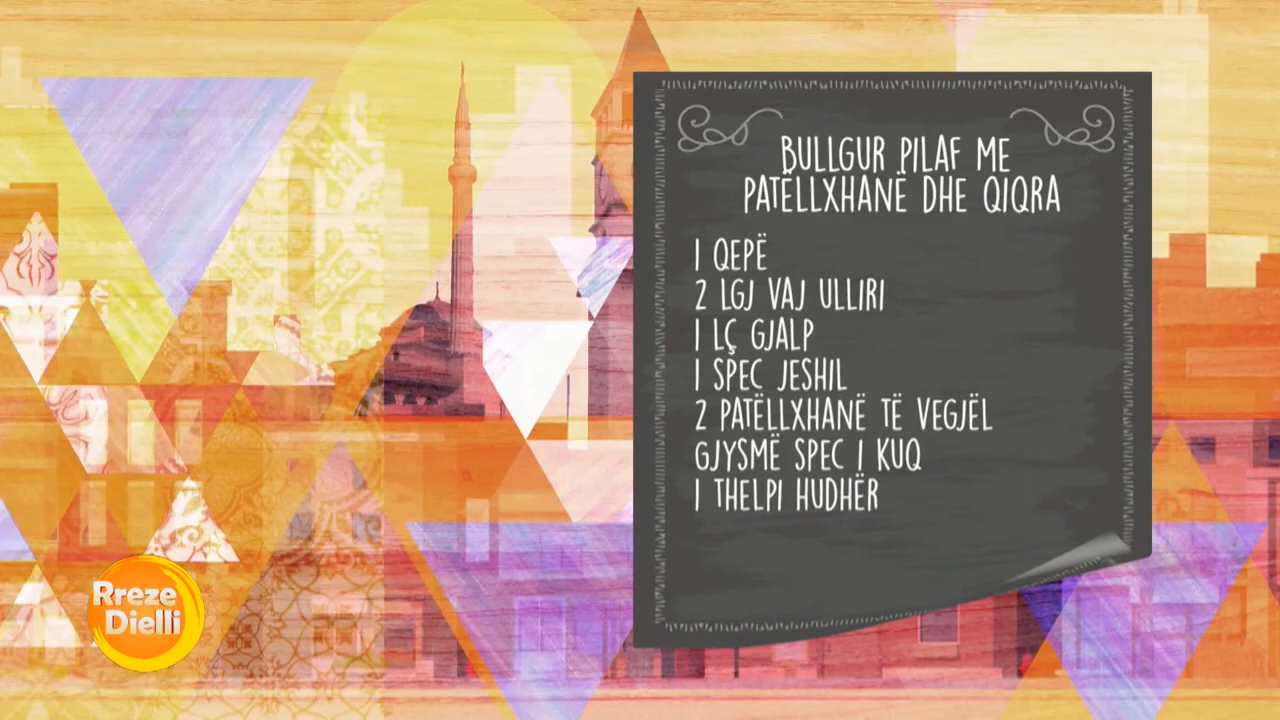 BULLGUR PILAF ME
PATËLLXHANË DHE QIQRA
1 QEPË
2 LGJ VAJ ULLIRI
1 LÇ GJALP
1 SPEC JESHIL
2 PATËLLXHANË TË VEGJËL
GJYSMË SPEC I KUQ
1 THELPI HUDHËR
Rreze
Dielli